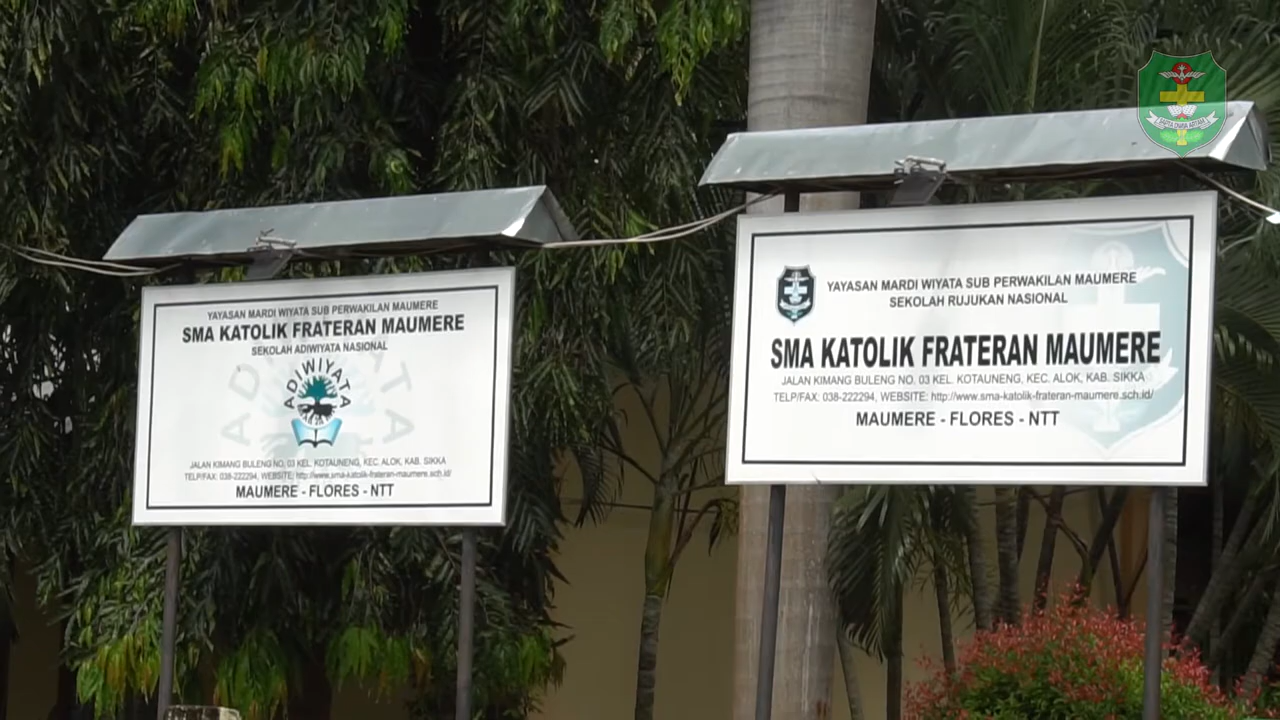 YAYASAN MARDI WIYATA SUB PERWAKILAN MAUMERE
SMA KATOLIK FRATERAN MAUMERE
SEKOLAH ADIWIYATA NASIONAL
ADIWIYATA
JALAN KIMANG BULENG NO. 03 KEL. KOTAUNENG, KEC. ALOK, KAB. SIKKA
TELP/FAX: 038-222294, WEBSITE: http://www.sma-katolik-frateran-maumere.sch.id/
MAUMERE - FLORES - NTT
YAYASAN MARDI WIYATA SUB PERWAKILAN MAUMERE
SEKOLAH RUJUKAN NASIONAL
SMA KATOLIK FRATERAN MAUMERE
JALAN KIMANG BULENG NO. 03 KEL. KOTAUNENG, KEC. ALOK, KAB. SIKKA
TELP/FAX: 038-222294, WEBSITE: http://www.sma-katolik-frateran-maumere.sch.id/
MAUMERE - FLORES - NTT